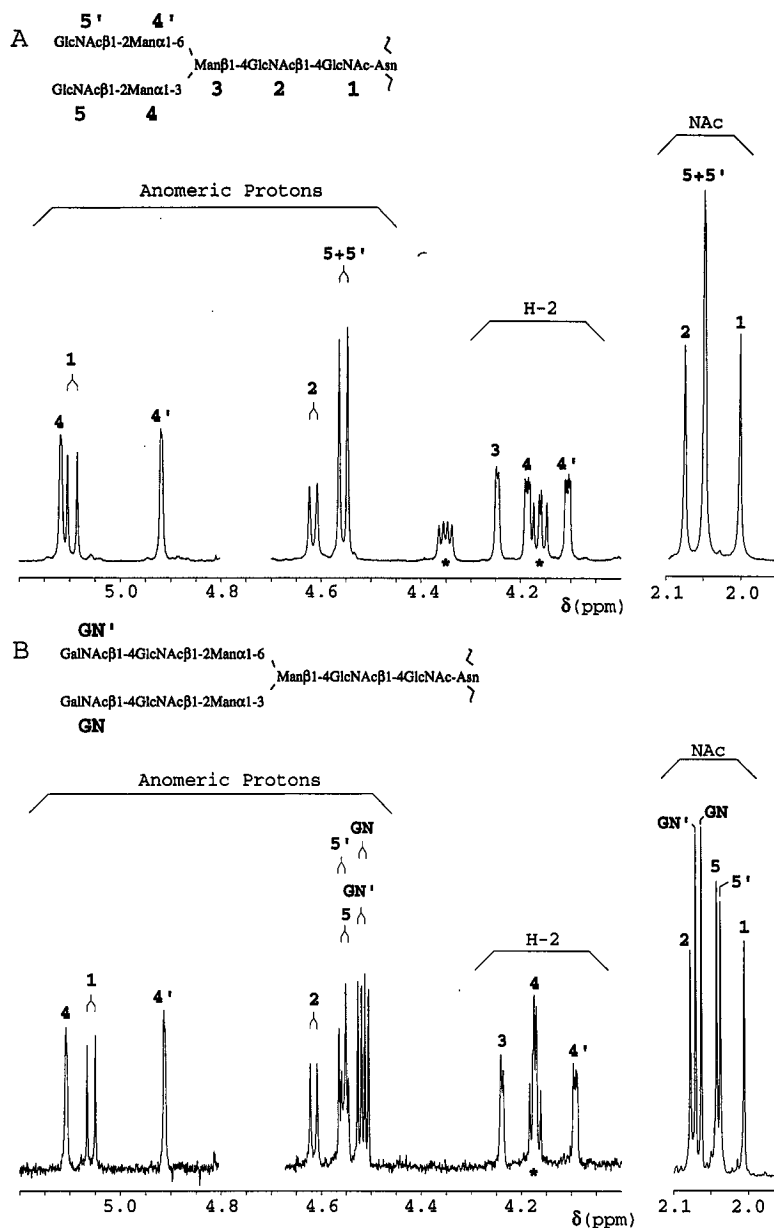 A
5' 4'
GlcNAcβ1-2Manα1-6
Manβ1-4GlcNAcβ1-4GlcNAc-Asn
GlcNAcβ1-2Manα1-3
3 2 1
5 4
NAc
5+5'
Anomeric Protons
5+5'
H-2
2 1
1
4 4' 2
3 4 4'
* *
5.0 4.8 4.6 4.4 4.2 2.1 2.0
δ(ppm)
GN'
B
GalNAcβ1-4GlcNAcβ1-2Manα1-6
Manβ1-4GlcNAcβ1-4GlcNAc-Asn
GalNAcβ1-4GlcNAcβ1-2Manα1-3
GN
NAc
Anomeric Protons
GN
5'
GN'
5
GN' GN
5 5'
H-2
2 1
1
4 4' 2
3 4 4'
*
5.0 4.8 4.6 4.4 4.2 2.1 2.0
δ(ppm)